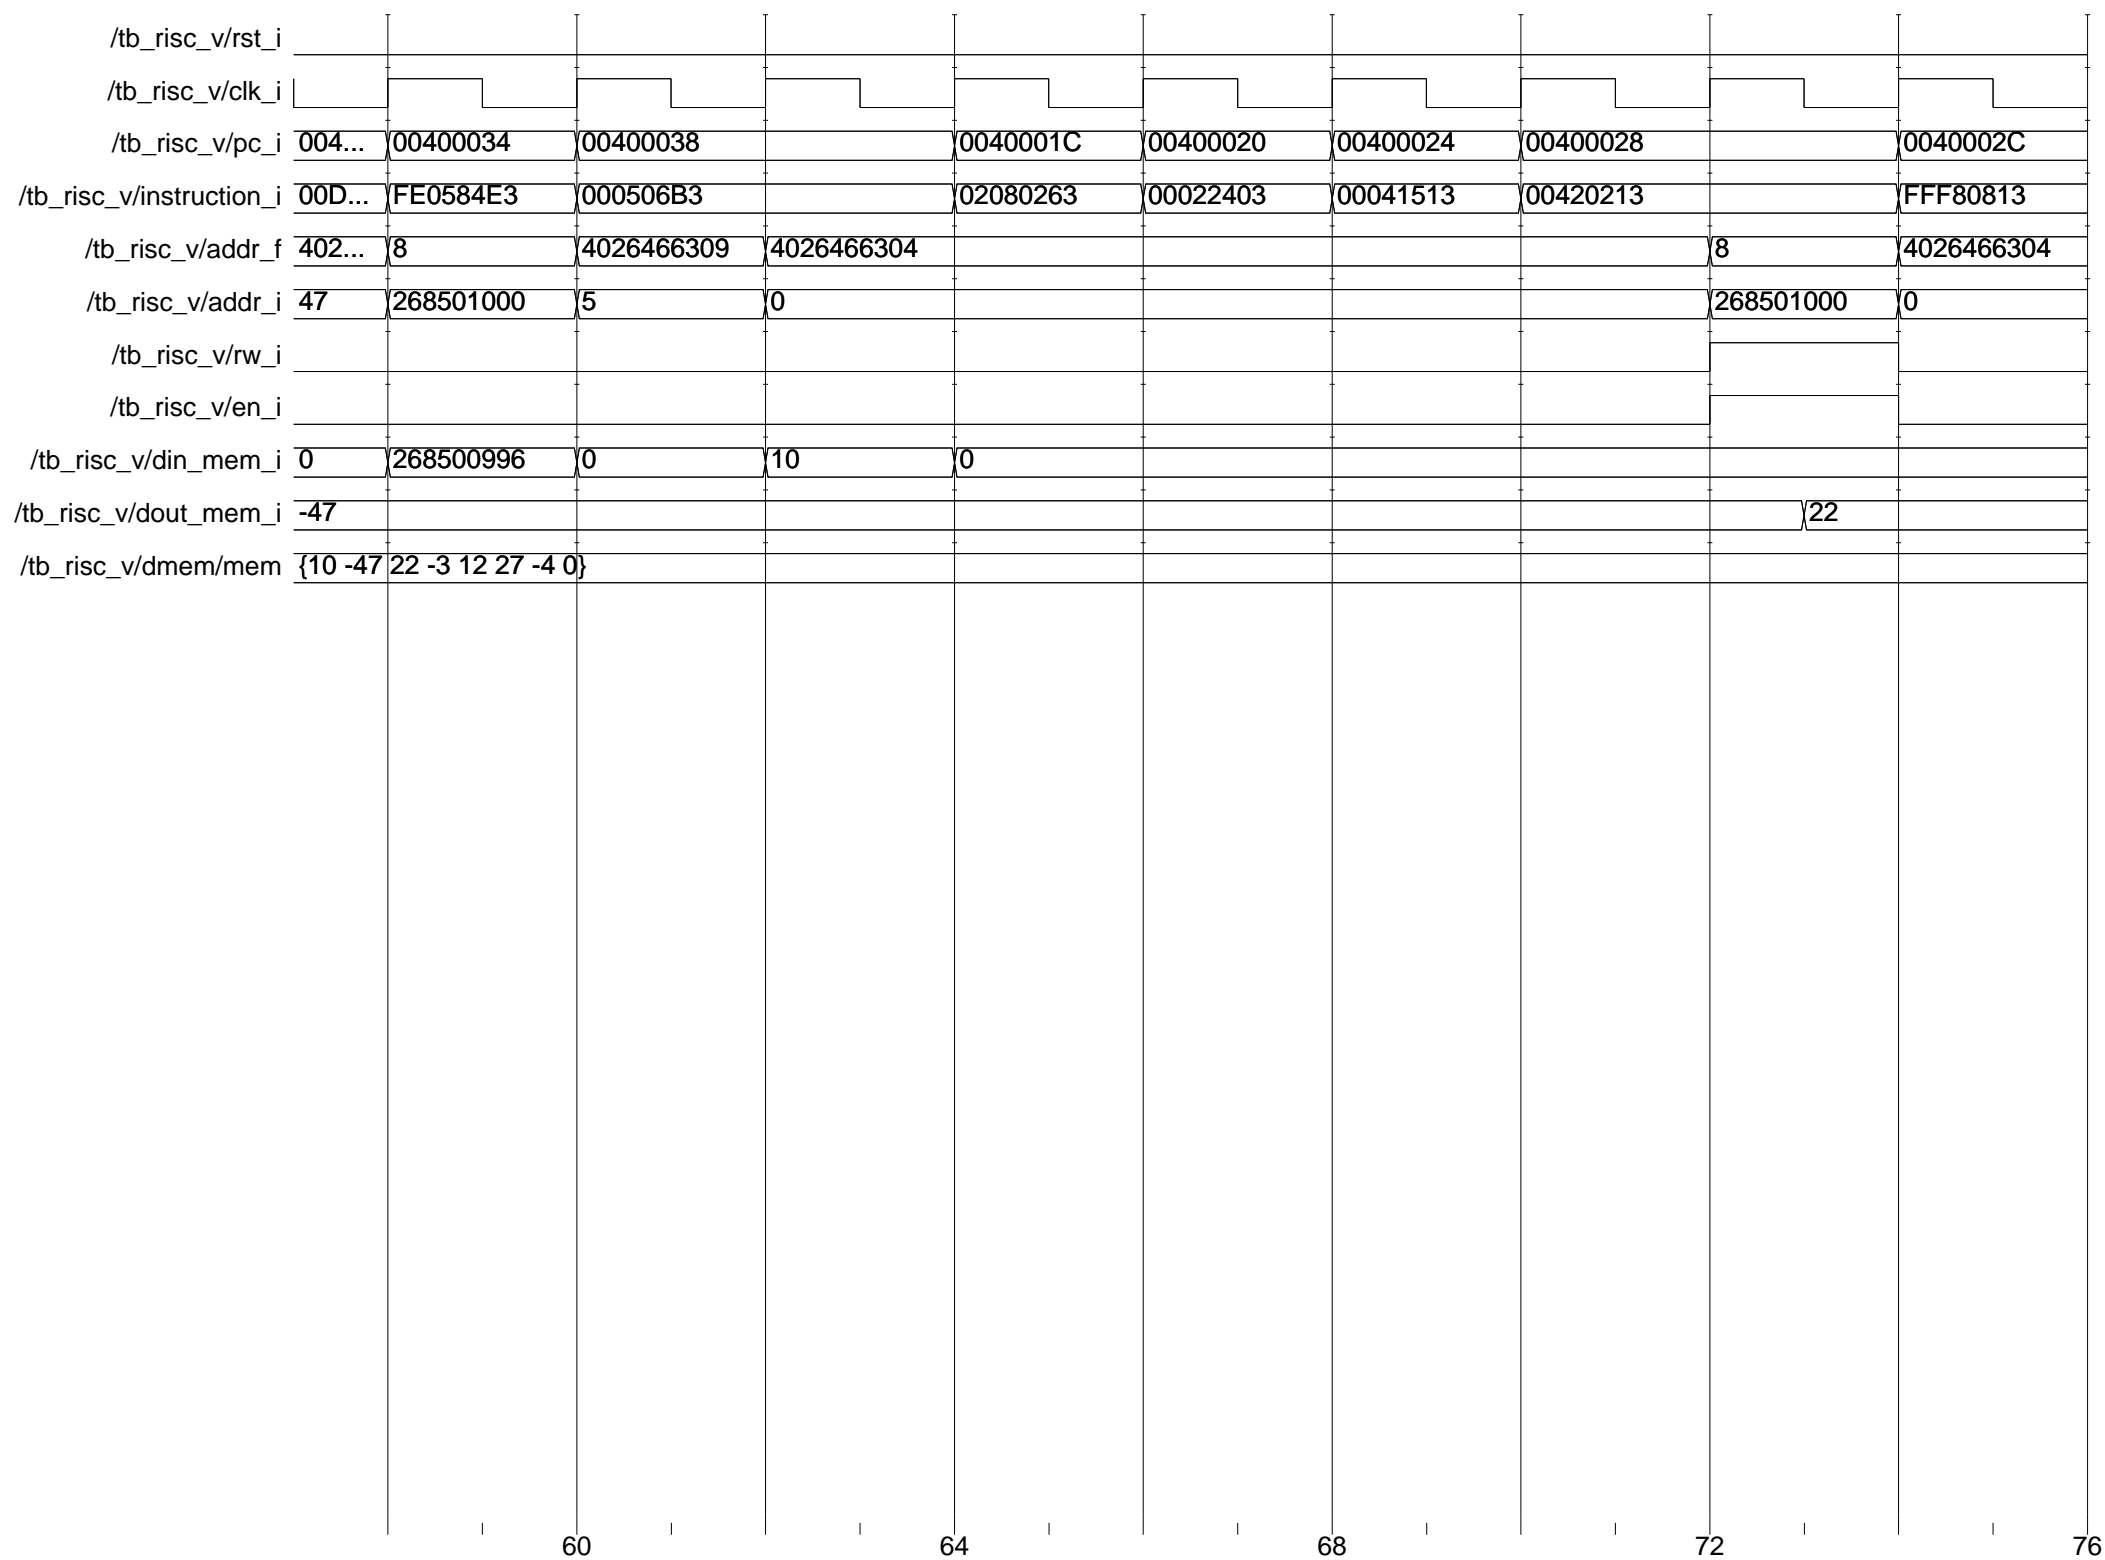 /tb_risc_v/rst_i
/tb_risc_v/clk_i
/tb_risc_v/pc_i 004... 00400034 00400038 0040001C 00400020 00400024 00400028 0040002C
/tb_risc_v/instruction_i 00D... FE0584E3 000506B3 02080263 00022403 00041513 00420213 FFF80813
/tb_risc_v/addr_f 402... 8 4026466309 4026466304 8 4026466304
/tb_risc_v/addr_i 47 268501000 5 0 268501000 0
/tb_risc_v/rw_i
/tb_risc_v/en_i
/tb_risc_v/din_mem_i 0 268500996 0 10 0
/tb_risc_v/dout_mem_i -47 22
/tb_risc_v/dmem/mem {10 -47 22 -3 12 27 -4 0}
60 64 68 72 76